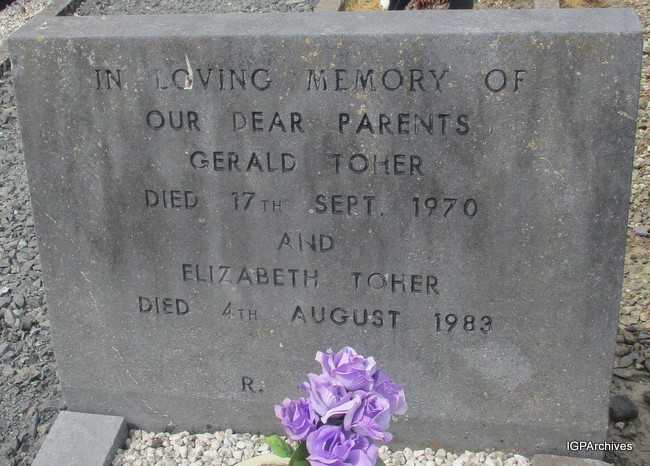 IN LOVING MEMORY OF
OUR DEAR PARENTS
GERALD TOHER
DIED 17TH SEPT. 1970
AND
ELIZABETH TOHER
DIED 4TH AUGUST 1983
R.
IGPArchives